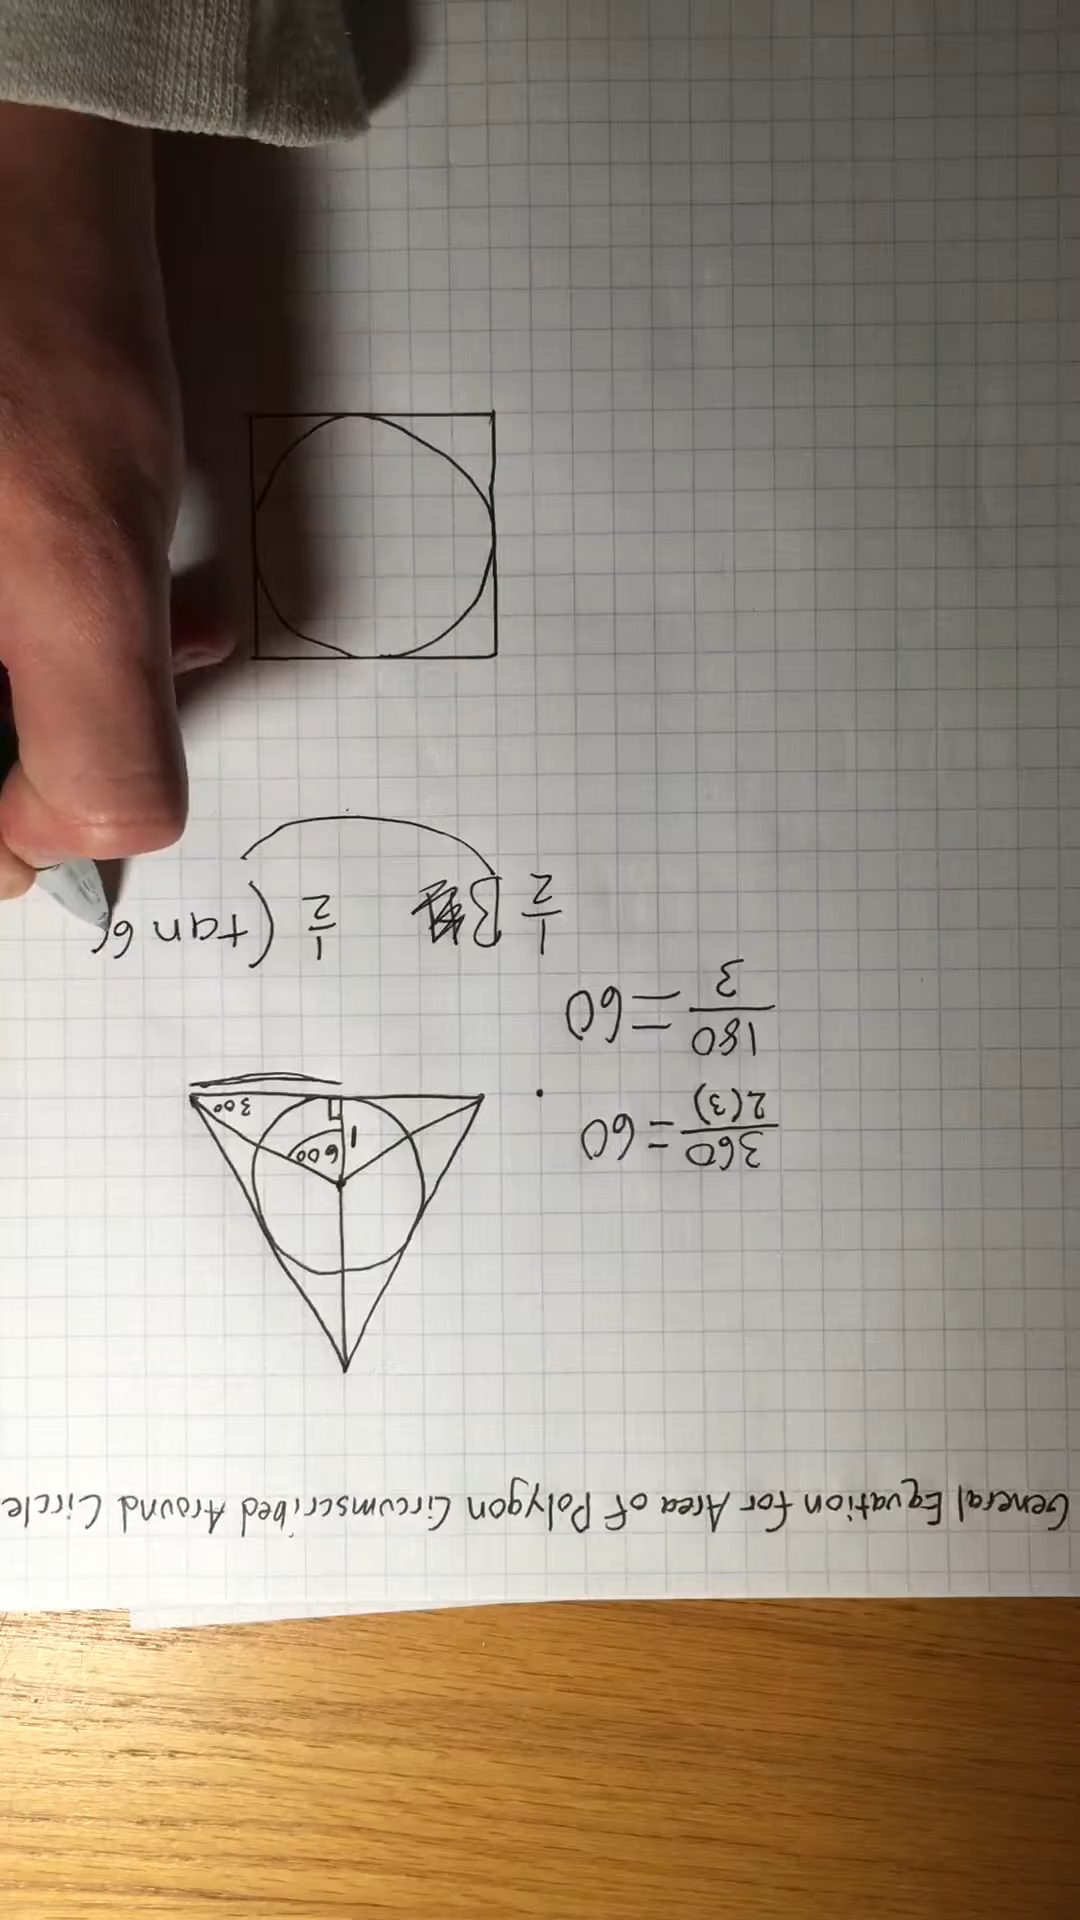 General Equation for Area of Polygon Circumscribed Around Circle
60°
1
30°
360/2(3) = 60
180/3 = 60
1/2 B
1/2 (tan 6